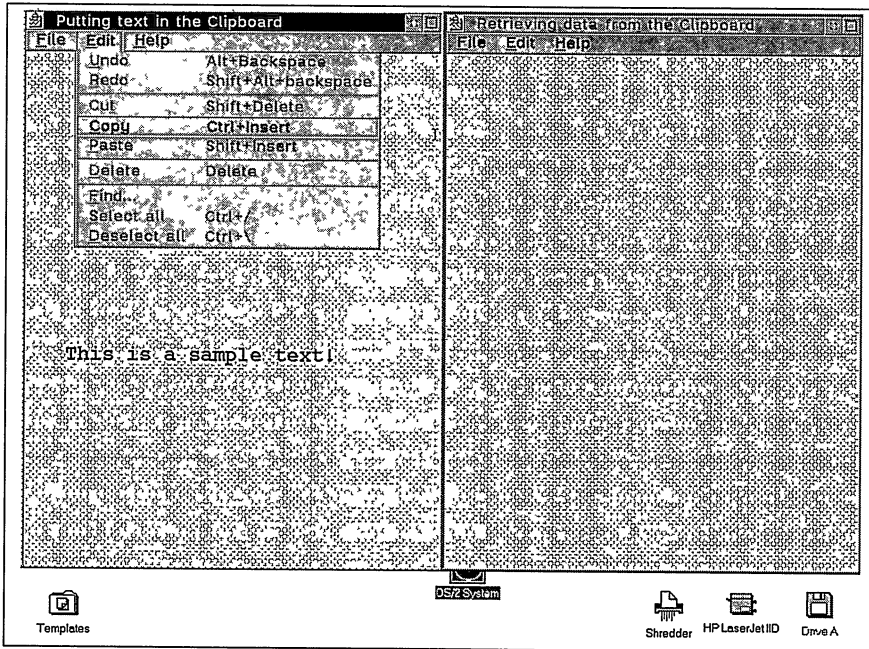 Putting text in the Clipboard
File Edit Help
Undo Alt+Backspace
Redo Shift+Alt+backspace
Cut Shift+Delete
Copy Ctrl+Insert
Paste Shift+Insert
Delete Delete
Find...
Select all Ctrl+/
Deselect all Ctrl+\
This is a sample text!
Retrieving data from the Clipboard
File Edit Help
OS/2 System
Templates
Shredder
HP LaserJet IID
Drive A